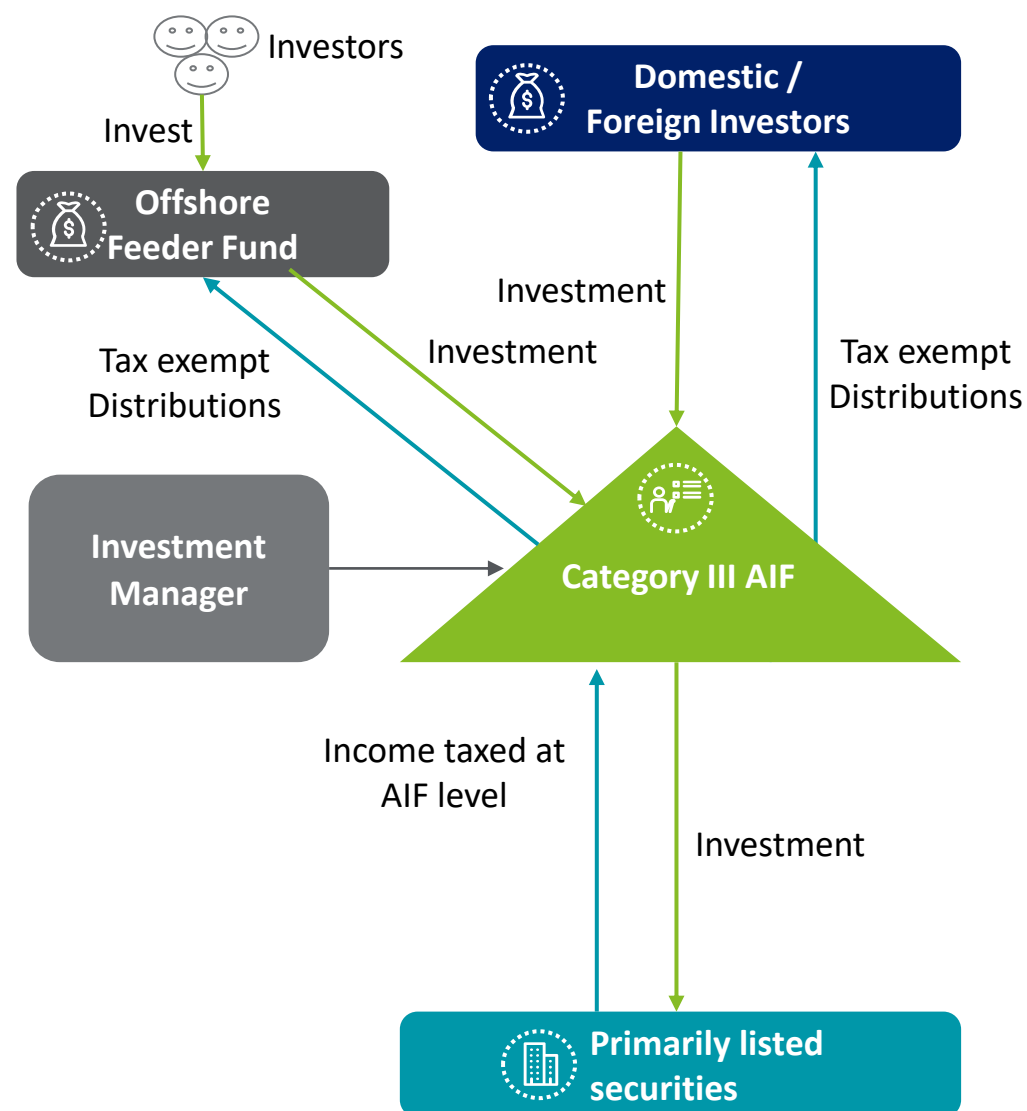 Investors
Domestic /
Foreign Investors
Invest
Offshore
Feeder Fund
Investment
Investment
Tax exempt
Distributions
Tax exempt
Distributions
Investment
Manager
Category III AIF
Income taxed at
AIF level
Investment
Primarily listed
securities